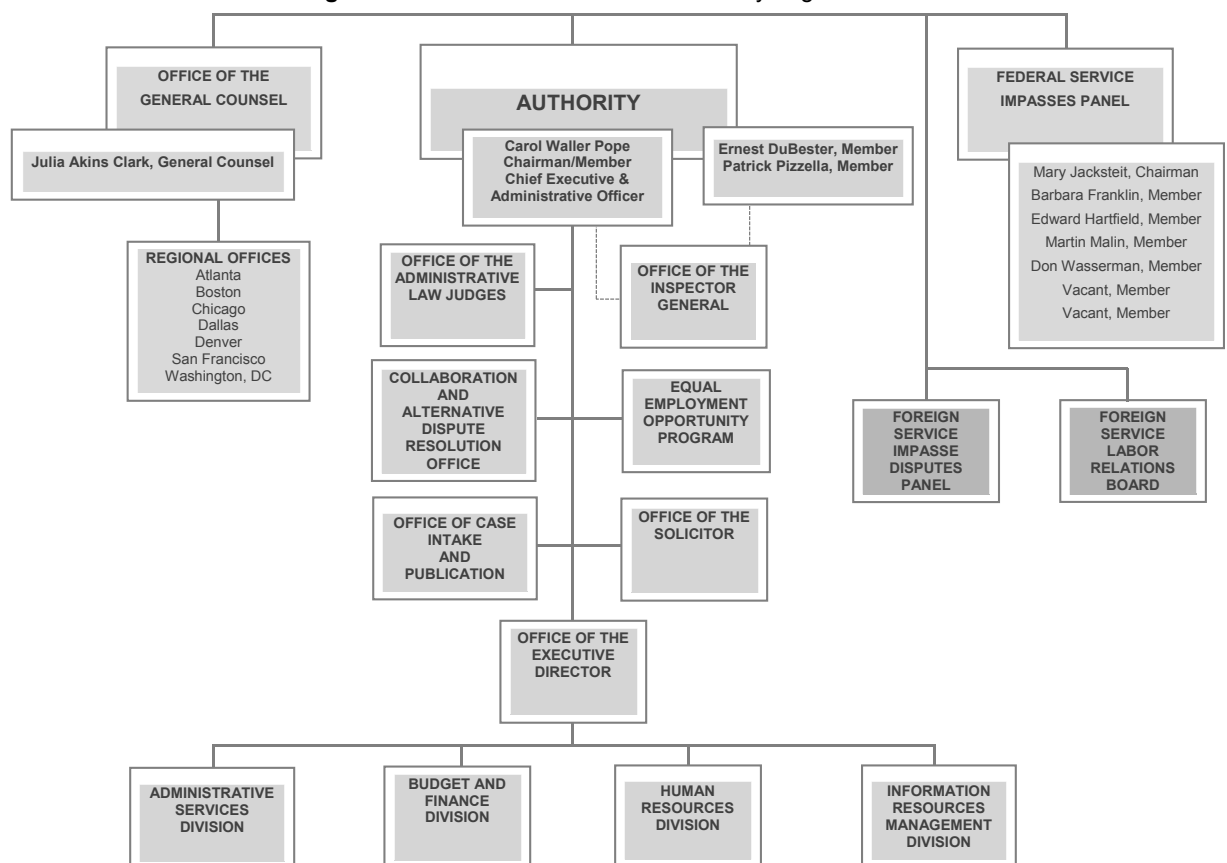 OFFICE OF THE
GENERAL COUNSEL
Julia Akins Clark, General Counsel
REGIONAL OFFICES
Atlanta
Boston
Chicago
Dallas
Denver
San Francisco
Washington, DC
AUTHORITY
Carol Waller Pope
Chairman/Member
Chief Executive &
Administrative Officer
Ernest DuBester, Member
Patrick Pizzella, Member
FEDERAL SERVICE
IMPASSES PANEL
Mary Jacksteit, Chairman
Barbara Franklin, Member
Edward Hartfield, Member
Martin Malin, Member
Don Wasserman, Member
Vacant, Member
Vacant, Member
OFFICE OF THE
ADMINISTRATIVE
LAW JUDGES
OFFICE OF THE
INSPECTOR
GENERAL
COLLABORATION
AND
ALTERNATIVE
DISPUTE
RESOLUTION
OFFICE
EQUAL
EMPLOYMENT
OPPORTUNITY
PROGRAM
FOREIGN
SERVICE
IMPASSE
DISPUTES
PANEL
FOREIGN
SERVICE
LABOR
RELATIONS
BOARD
OFFICE OF CASE
INTAKE
AND
PUBLICATION
OFFICE OF THE
SOLICITOR
OFFICE OF THE
EXECUTIVE
DIRECTOR
ADMINISTRATIVE
SERVICES
DIVISION
BUDGET AND
FINANCE
DIVISION
HUMAN
RESOURCES
DIVISION
INFORMATION
RESOURCES
MANAGEMENT
DIVISION